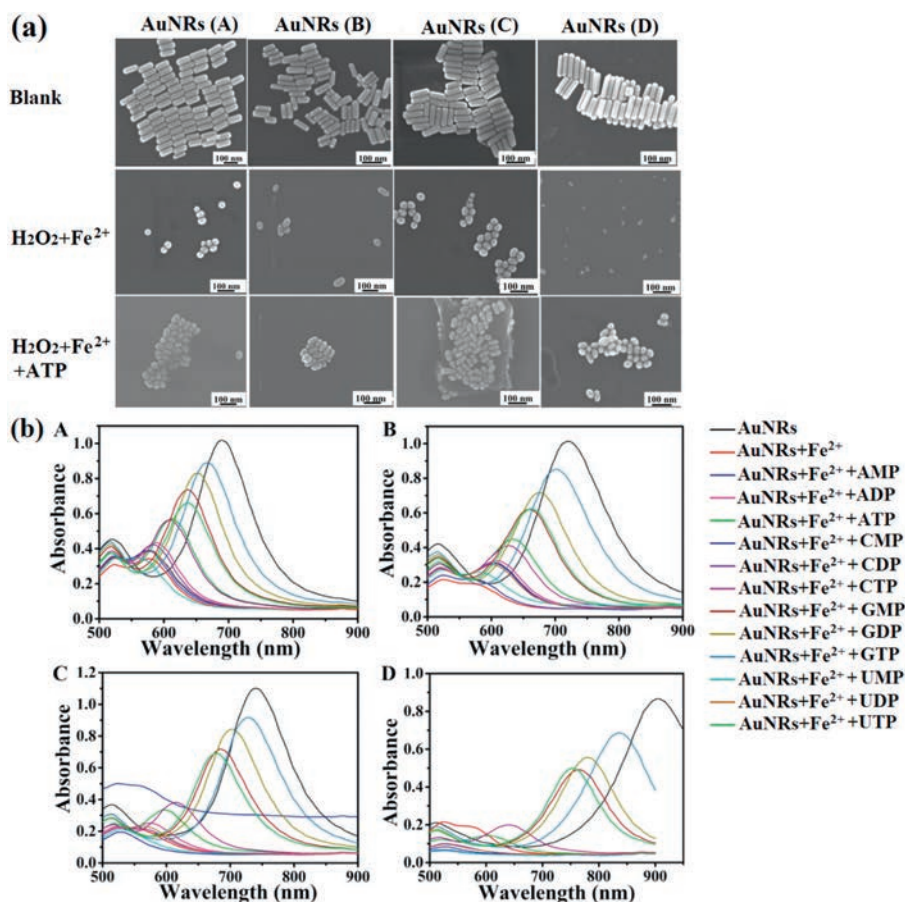 (a)
AuNRs (A) AuNRs (B) AuNRs (C) AuNRs (D)
Blank
100 nm 100 nm 100 nm 100 nm
H2O2+Fe²⁺
100 nm 100 nm 100 nm 100 nm
H2O2+Fe²⁺
+ATP
100 nm 100 nm 100 nm 100 nm
(b)
A
Absorbance
1.0
0.8
0.6
0.4
0.2
0.0
500 600 700 800 900
Wavelength (nm)
B
Absorbance
1.0
0.8
0.6
0.4
0.2
0.0
500 600 700 800 900
Wavelength (nm)
C
Absorbance
1.2
1.0
0.8
0.6
0.4
0.2
0.0
500 600 700 800 900
Wavelength (nm)
D
Absorbance
1.0
0.8
0.6
0.4
0.2
0.0
500 600 700 800 900
Wavelength (nm)
AuNRs
AuNRs+Fe²⁺
AuNRs+Fe²⁺+AMP
AuNRs+Fe²⁺+ADP
AuNRs+Fe²⁺+ATP
AuNRs+Fe²⁺+CMP
AuNRs+Fe²⁺+CDP
AuNRs+Fe²⁺+CTP
AuNRs+Fe²⁺+GMP
AuNRs+Fe²⁺+GDP
AuNRs+Fe²⁺+GTP
AuNRs+Fe²⁺+UMP
AuNRs+Fe²⁺+UDP
AuNRs+Fe²⁺+UTP